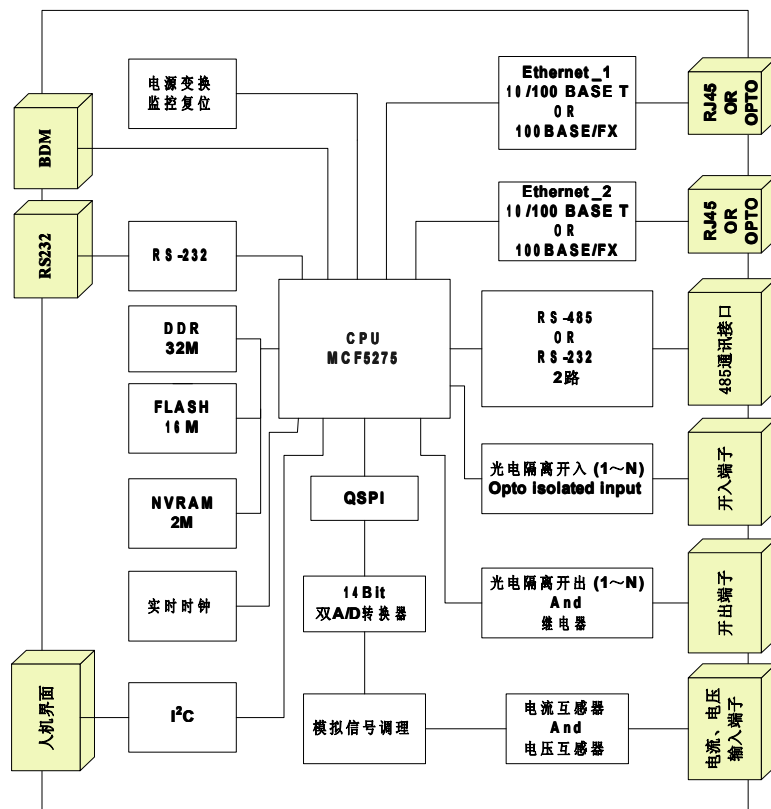 电源变换
监控复位
BDM
RS232
RS-232
DDR
32M
FLASH
16M
NVRAM
2M
实时时钟
人机界面
I²C
CPU
MCF5275
QSPI
14Bit
双A/D转换器
模拟信号调理
Ethernet_1
10/100 BASE T
OR
100BASE/FX
RJ45
OR
OPTO
Ethernet_2
10/100 BASE T
OR
100BASE/FX
RJ45
OR
OPTO
RS-485
OR
RS-232
2路
485通讯接口
光电隔离开入 (1～N)
Opto isolated input
开入端子
光电隔离开出 (1～N)
And
继电器
开出端子
电流互感器
And
电压互感器
电流、电压
输入端子